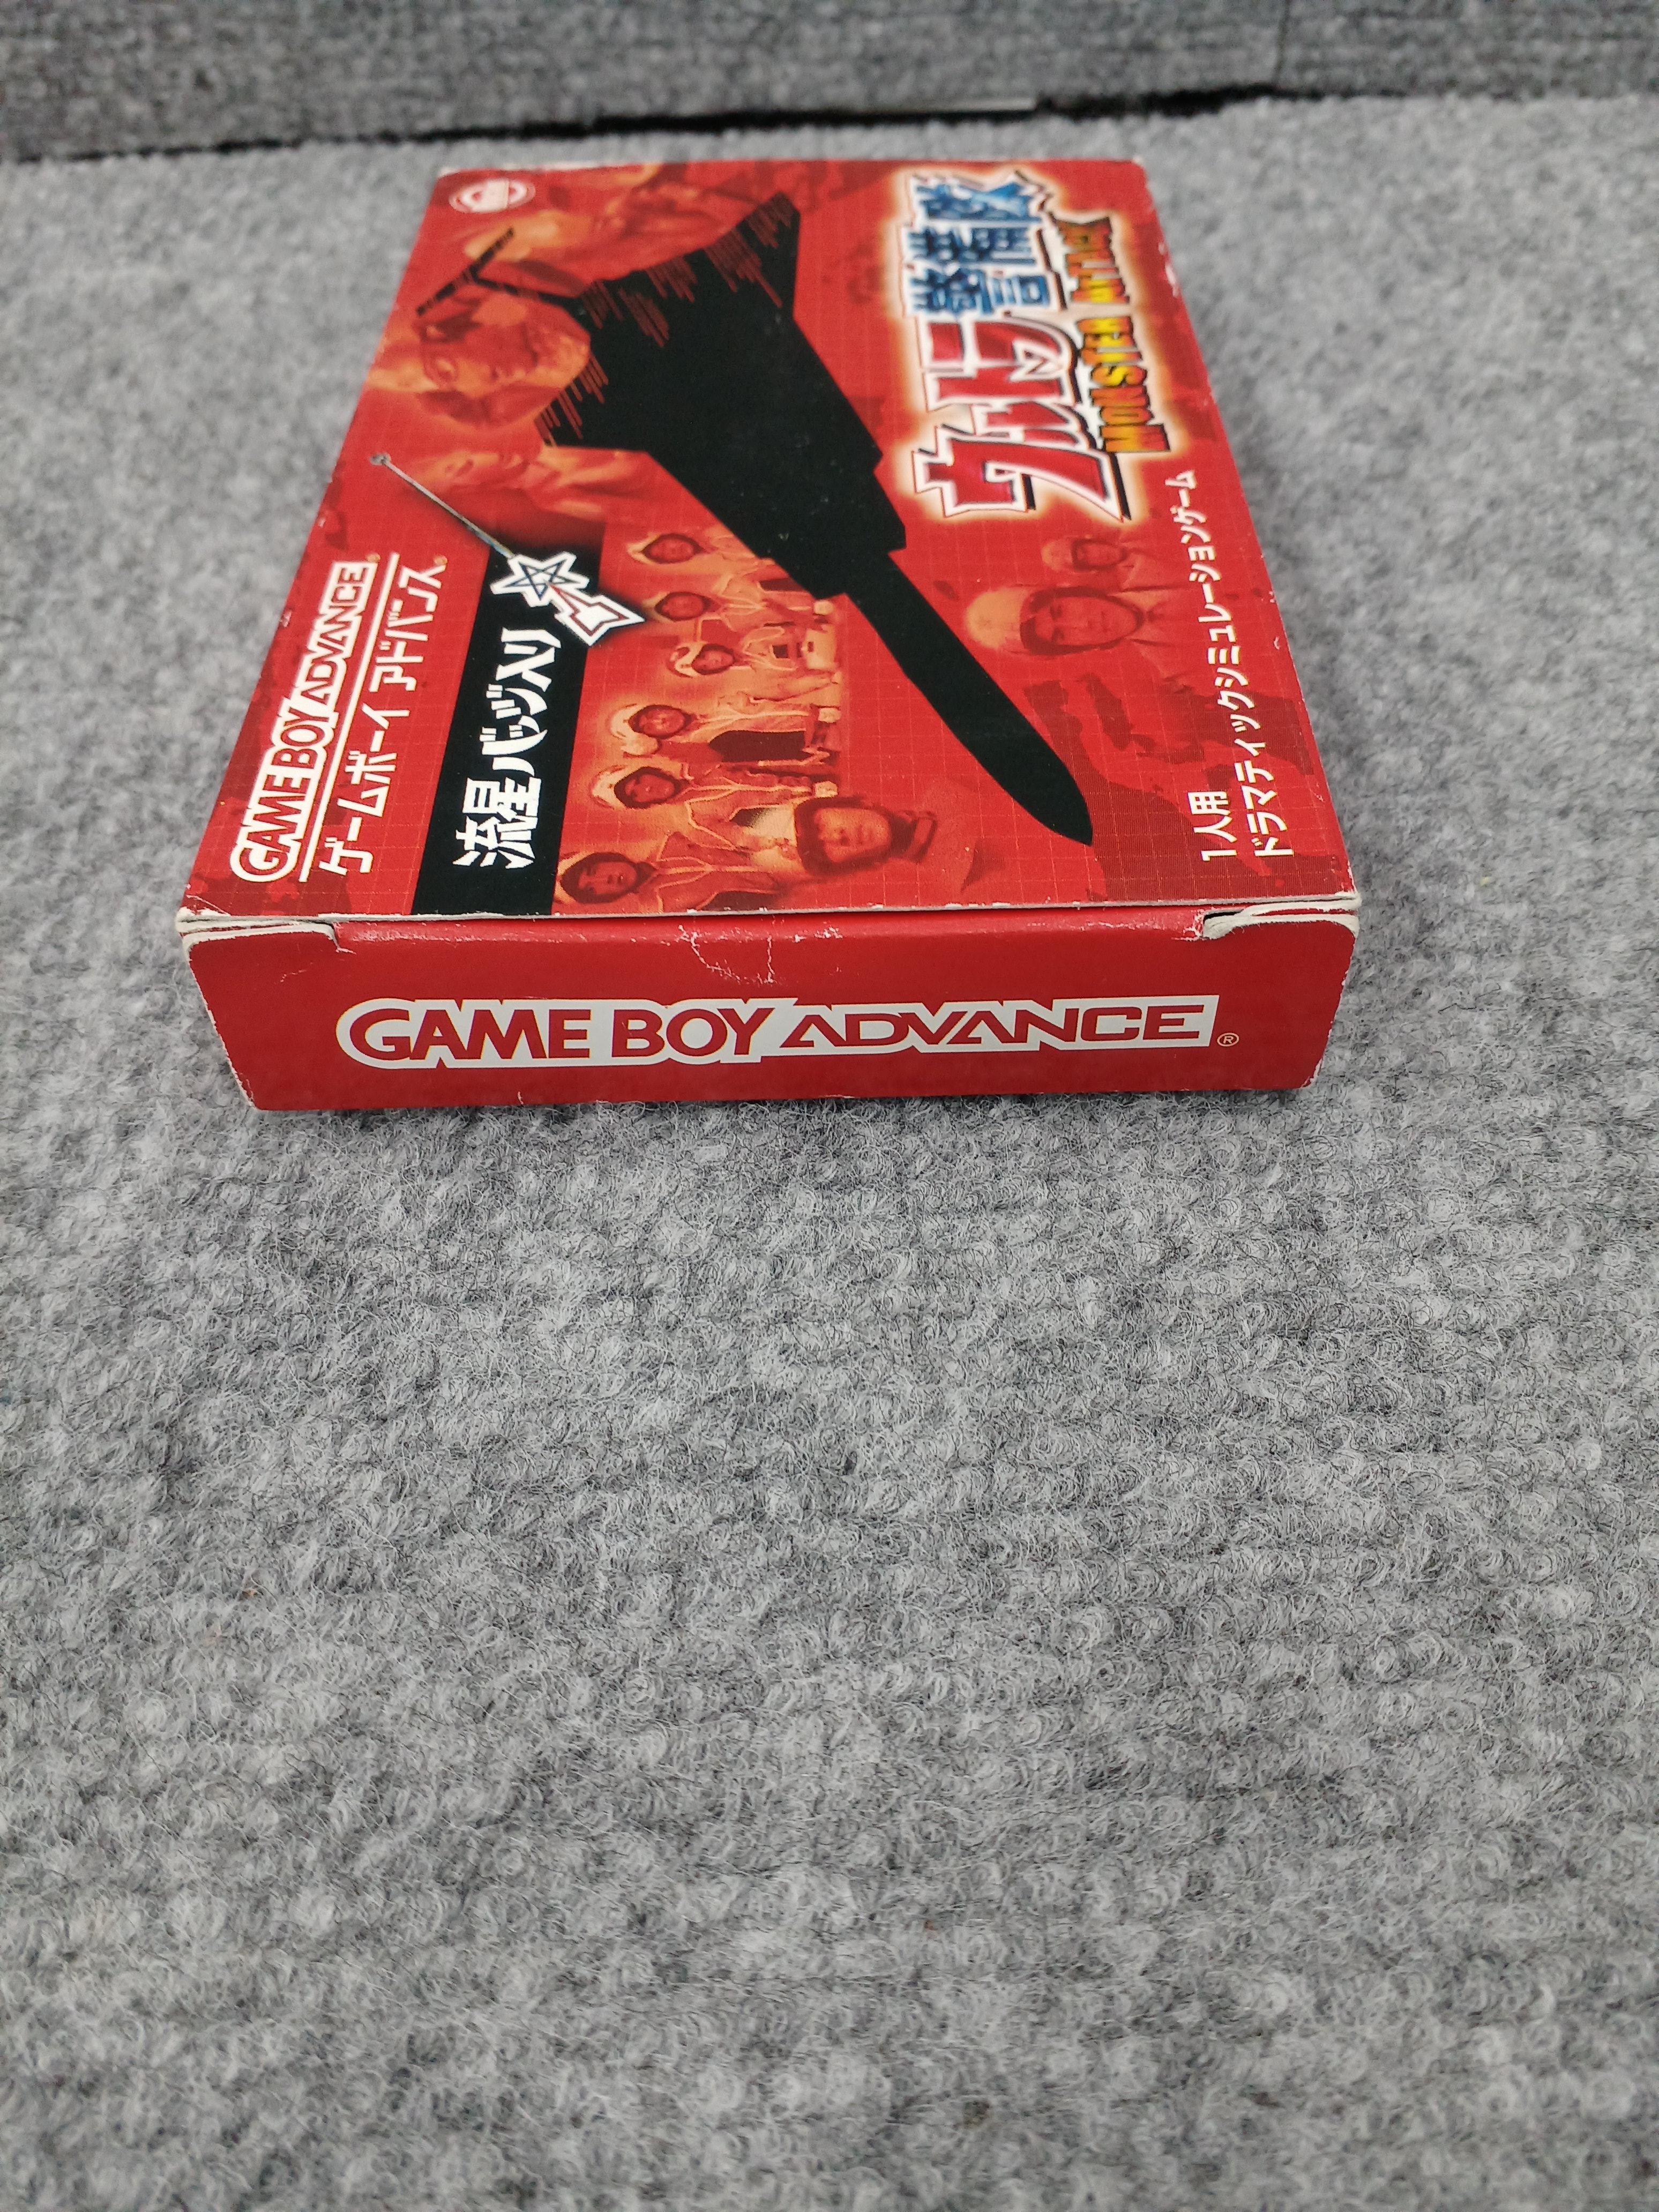 GAME BOY ADVANCE
ゲームボーイ アドバンス
流星バッジ入り
ウルトラ警備隊
MONSTER ATTACK
1人用
ドラマティックシミュレーションゲーム
GAME BOY ADVANCE®